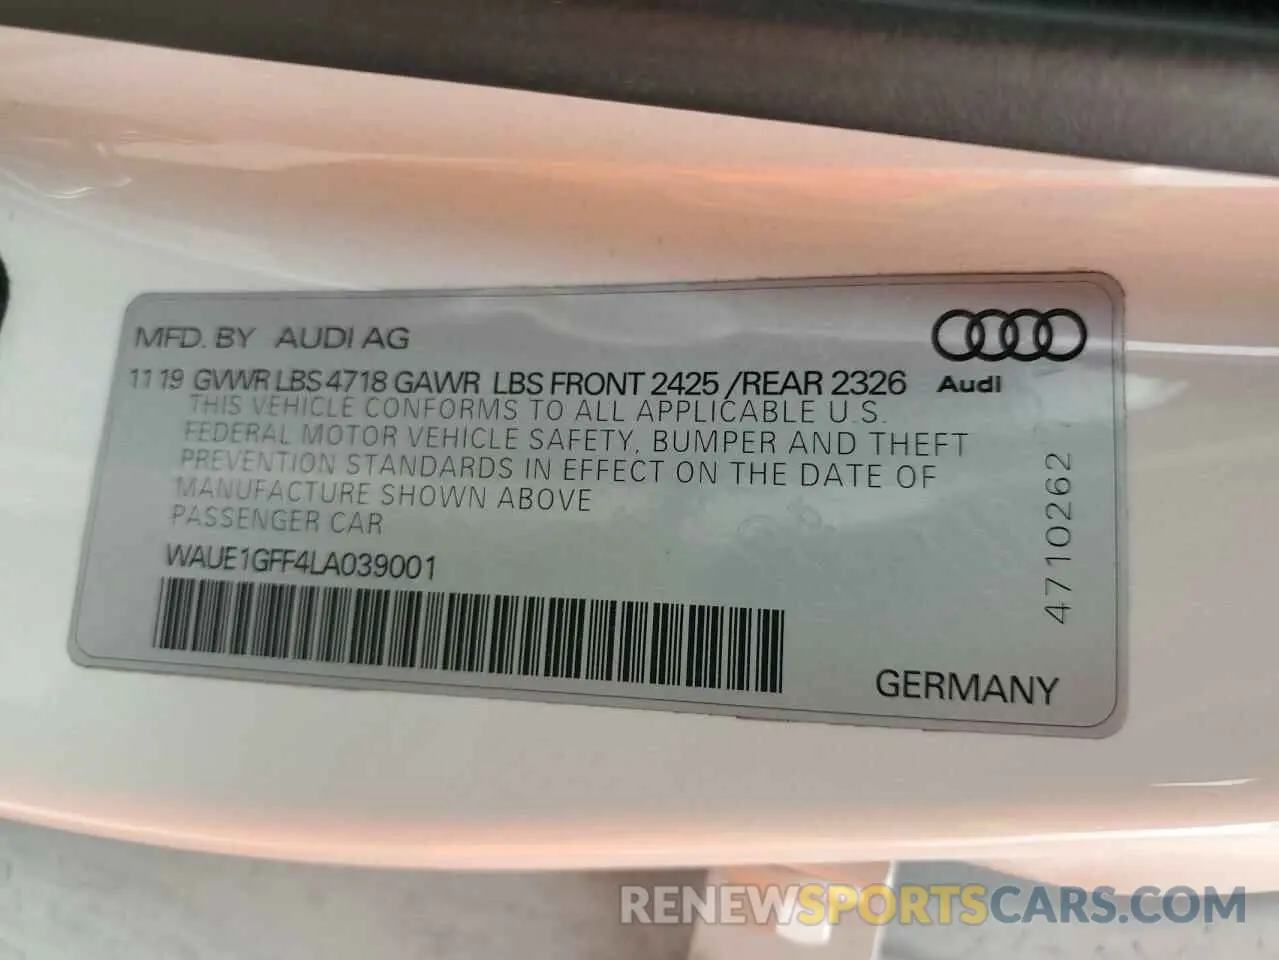 MFD. BY AUDI AG
11 19 GVWR LBS 4718 GAWR LBS FRONT 2425 /REAR 2326
Audi
THIS VEHICLE CONFORMS TO ALL APPLICABLE U.S.
FEDERAL MOTOR VEHICLE SAFETY, BUMPER AND THEFT
PREVENTION STANDARDS IN EFFECT ON THE DATE OF
MANUFACTURE SHOWN ABOVE
PASSENGER CAR
WAUE1GFF4LA039001
4710262
GERMANY
RENEWSPORTSCARS.COM